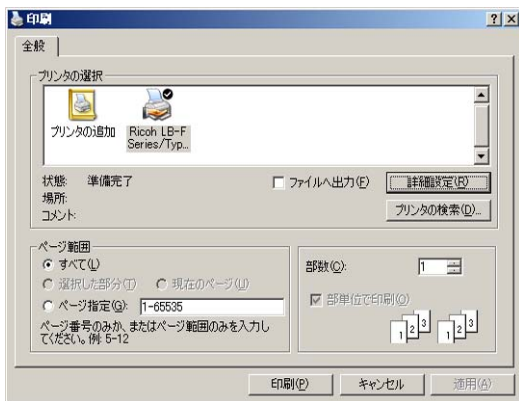 印刷
全般
プリンタの選択
プリンタの追加
Ricoh LB-F Series/Typ...
状態: 準備完了
場所:
コメント:
ファイルへ出力(F)
詳細設定(R)
プリンタの検索(D)...
ページ範囲
すべて(L)
選択した部分(T)
現在のページ(U)
ページ指定(G): 1-65535
ページ番号のみか、またはページ範囲のみを入力し
てください。例: 5-12
部数(C): 1
部単位で印刷(O)
1 2 3 1 2 3
印刷(P) キャンセル 適用(A)